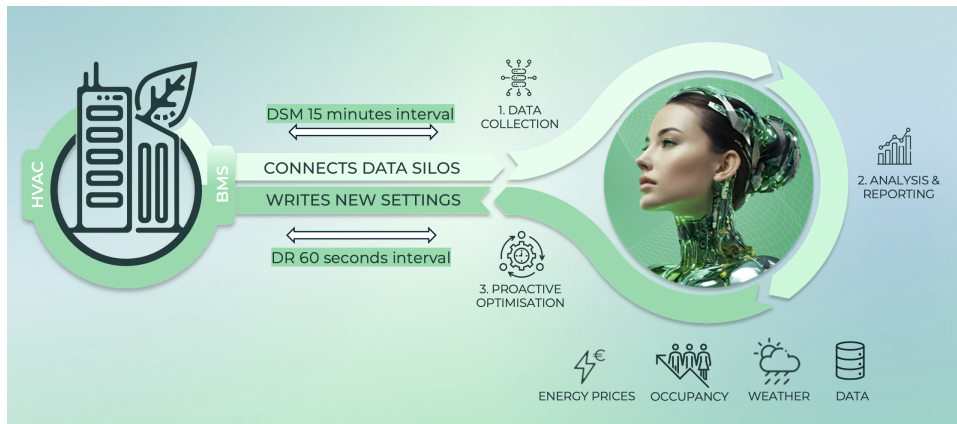 HVAC
BMS
DSM 15 minutes interval
CONNECTS DATA SILOS
WRITES NEW SETTINGS
DR 60 seconds interval
1. DATA
COLLECTION
2. ANALYSIS &
REPORTING
3. PROACTIVE
OPTIMISATION
€
ENERGY PRICES
OCCUPANCY
WEATHER
DATA